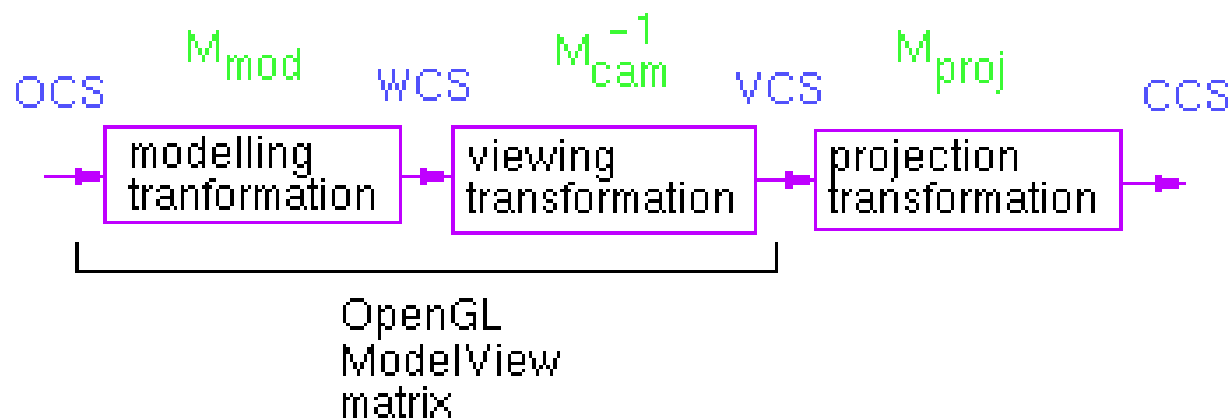 M_mod M_cam^-1 M_proj
OCS WCS VCS CCS
modelling
tranformation
viewing
transformation
projection
transformation
OpenGL
ModelView
matrix